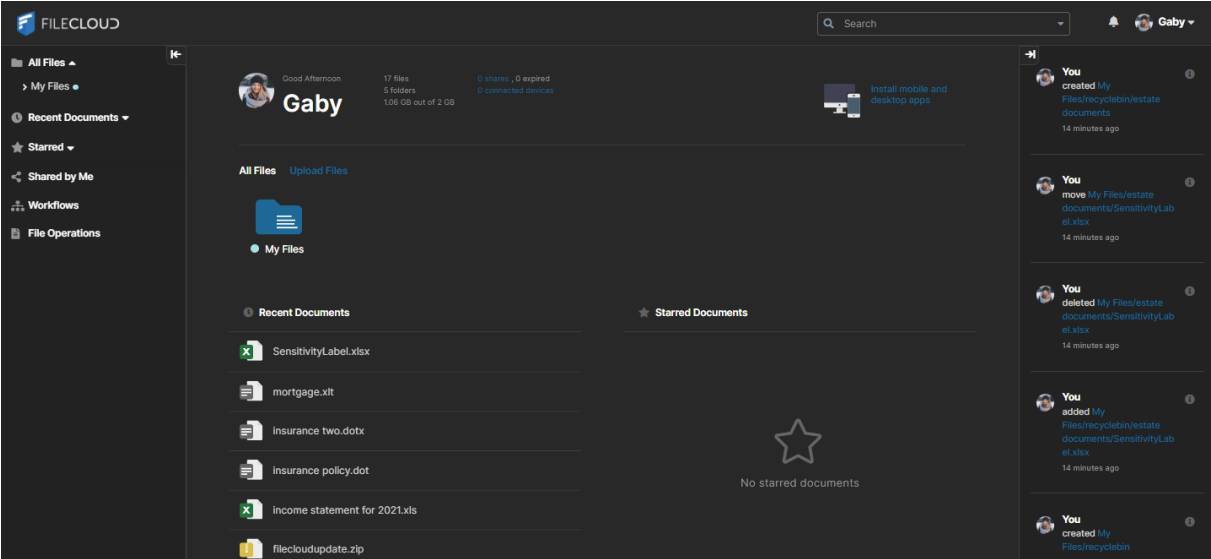 FILECLOUD
Search
Gaby
All Files
My Files
Recent Documents
Starred
Shared by Me
Workflows
File Operations
Good Afternoon
Gaby
17 files
5 folders
1.06 GB out of 2 GB
0 shares , 0 expired
0 connected devices
Install mobile and
desktop apps
All Files Upload Files
My Files
Recent Documents
SensitivityLabel.xlsx
mortgage.xlt
insurance two.dotx
insurance policy.dot
income statement for 2021.xls
filecloudupdate.zip
Starred Documents
No starred documents
You
created My
Files/recyclebin/estate
documents
14 minutes ago
You
move My Files/estate
documents/SensitivityLab
el.xlsx
14 minutes ago
You
deleted My Files/estate
documents/SensitivityLab
el.xlsx
14 minutes ago
You
added My
Files/recyclebin/estate
documents/SensitivityLab
el.xlsx
14 minutes ago
You
created My
Files/recyclebin